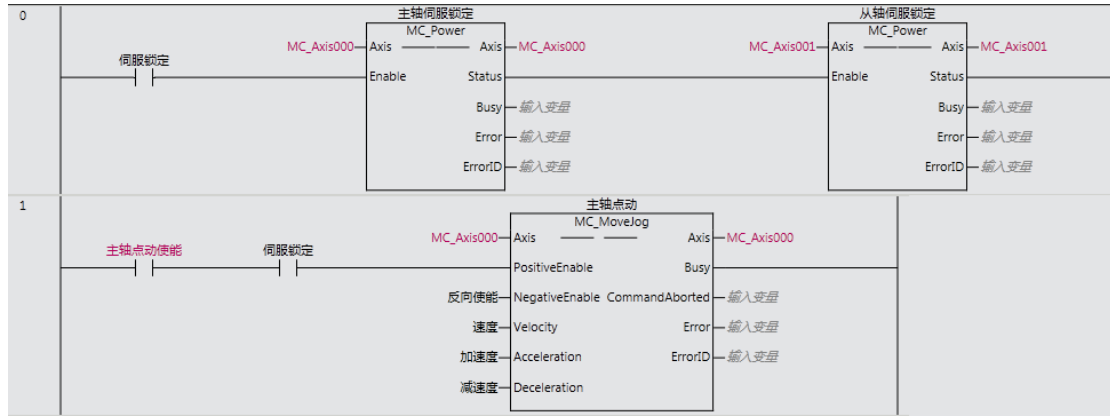 0
主轴伺服锁定 从轴伺服锁定
MC_Power MC_Power
MC_Axis000 Axis Axis MC_Axis000 MC_Axis001 Axis Axis MC_Axis001
伺服锁定
Enable Status Enable Status
Busy 输入变量 Busy 输入变量
Error 输入变量 Error 输入变量
ErrorID 输入变量 ErrorID 输入变量
1
主轴点动
MC_MoveJog
MC_Axis000 Axis Axis MC_Axis000
主轴点动使能 伺服锁定
PositiveEnable Busy
反向使能 NegativeEnable CommandAborted 输入变量
速度 Velocity Error 输入变量
加速度 Acceleration ErrorID 输入变量
减速度 Deceleration